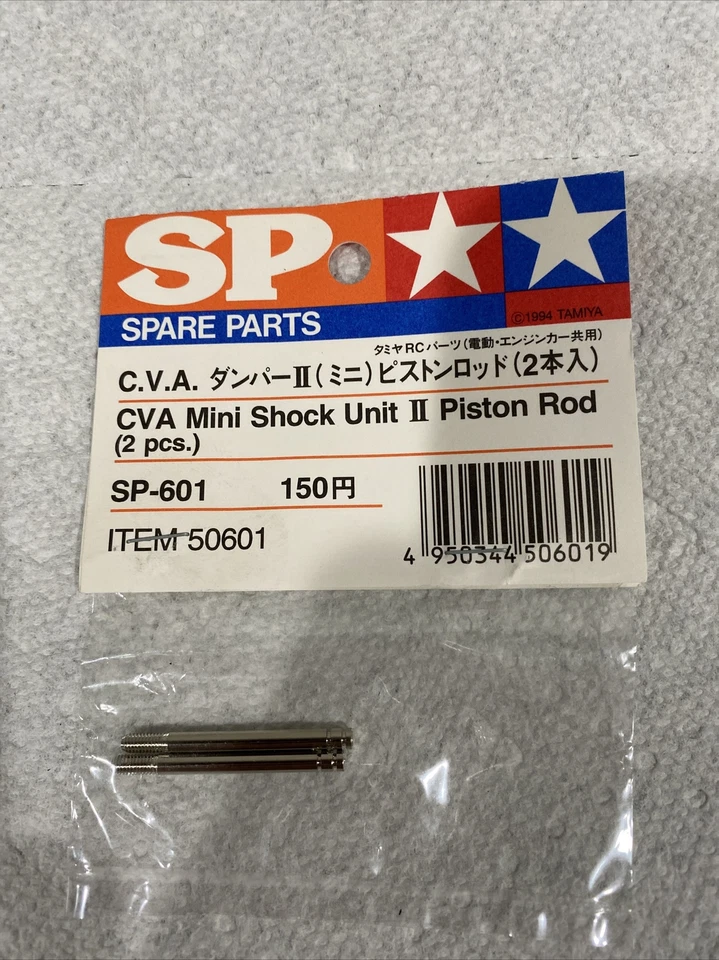 SP
SPARE PARTS
©1994 TAMIYA
タミヤRCパーツ(電動・エンジンカー共用)
C.V.A. ダンパーⅡ(ミニ)ピストンロッド(2本入)
CVA Mini Shock Unit Ⅱ Piston Rod
(2 pcs.)
SP-601 150円
ITEM 50601
4 950344 506019